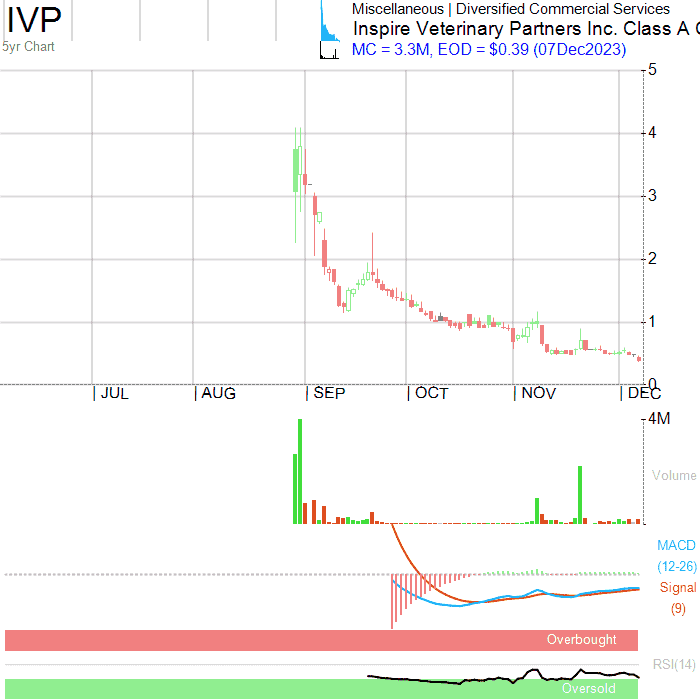 IVP
5yr Chart
Miscellaneous | Diversified Commercial Services
Inspire Veterinary Partners Inc. Class A C
MC = 3.3M, EOD = $0.39 (07Dec2023)
5
4
3
2
1
0
| JUL | AUG | SEP | OCT | NOV | DEC
4M
Volume
MACD
(12-26)
Signal
(9)
Overbought
RSI(14)
Oversold